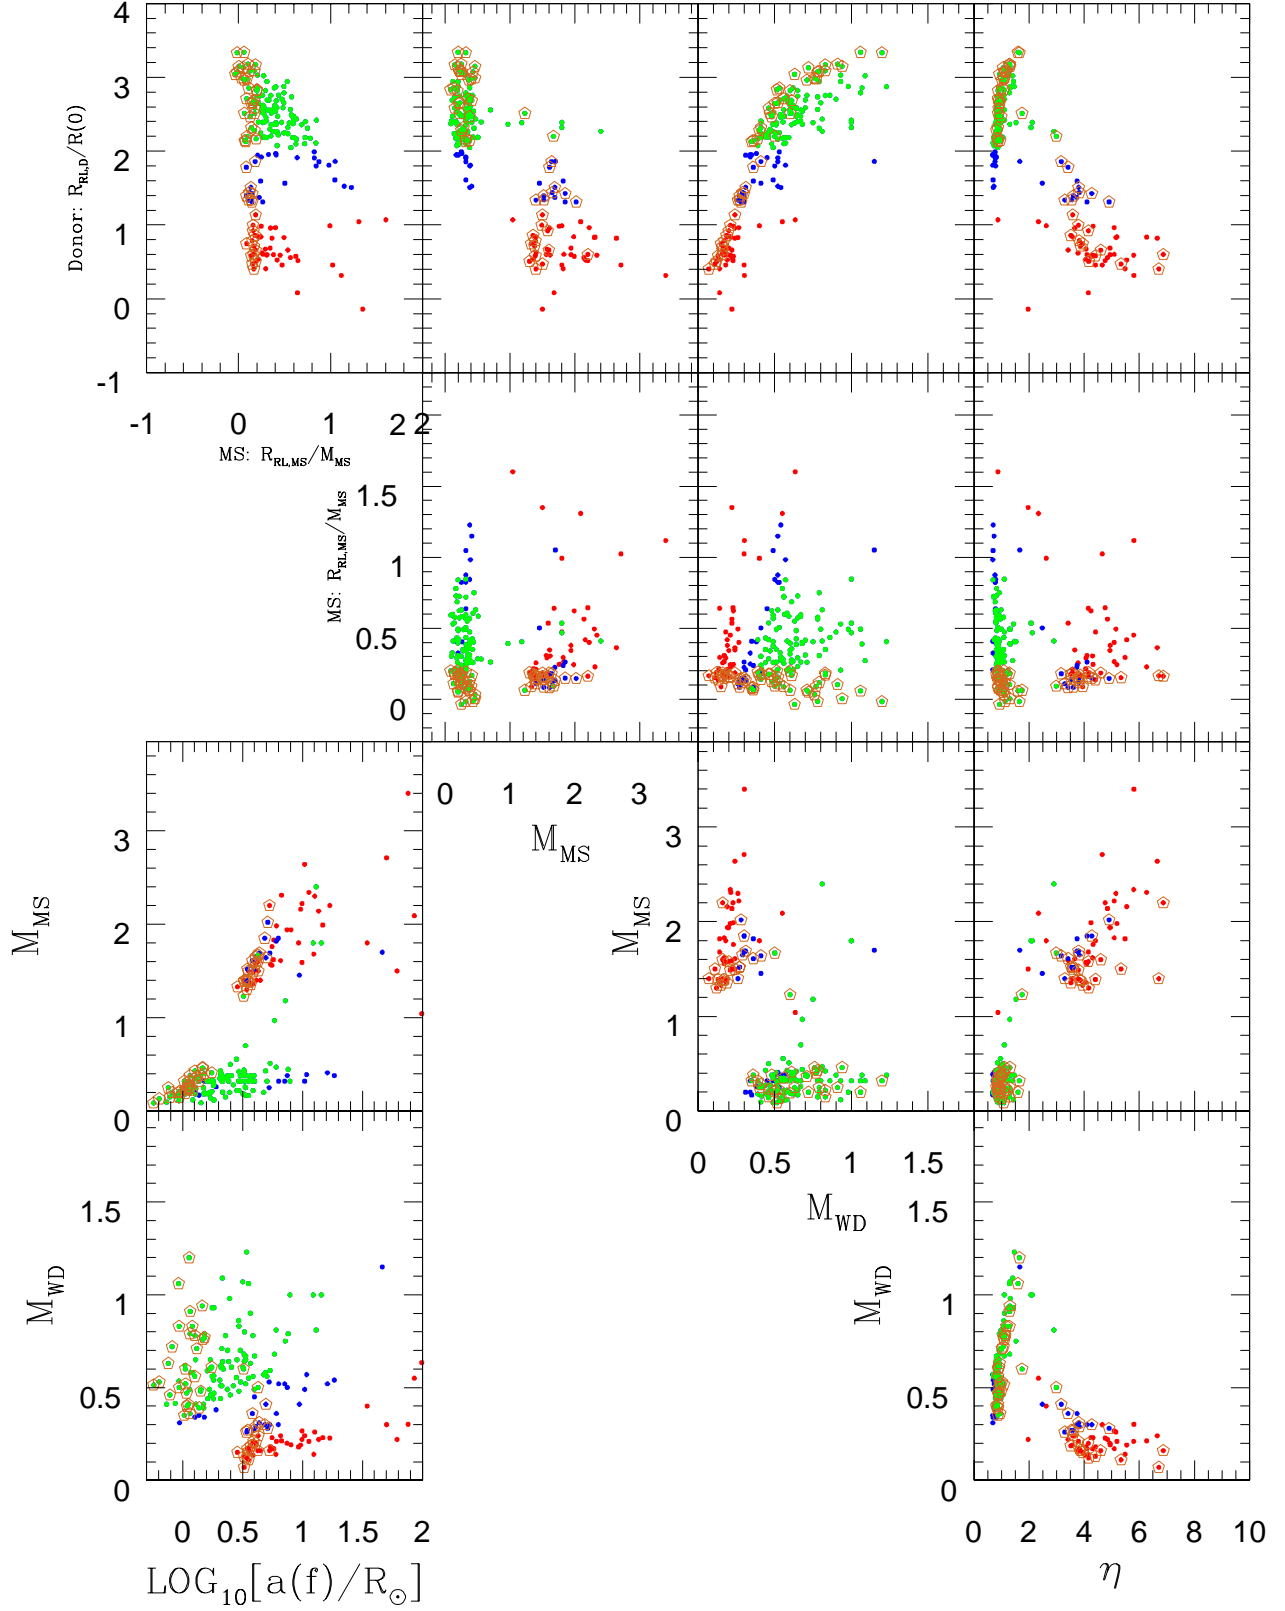 4
3
2
1
0
-1
Donor: R_RL,D/R(0)
-1 0 1 2 2
MS: R_RL,MS/M_MS
1.5
1
0.5
0
MS: R_RL,MS/M_MS
0 1 2 3
M_MS
3
2
1
0
M_MS
3
2
1
0
M_MS
0 0.5 1 1.5
M_WD
1.5
1
0.5
0
M_WD
1.5
1
0.5
0
M_WD
0 0.5 1 1.5 2
LOG₁₀[a(f)/R☉]
0 2 4 6 8 10
η